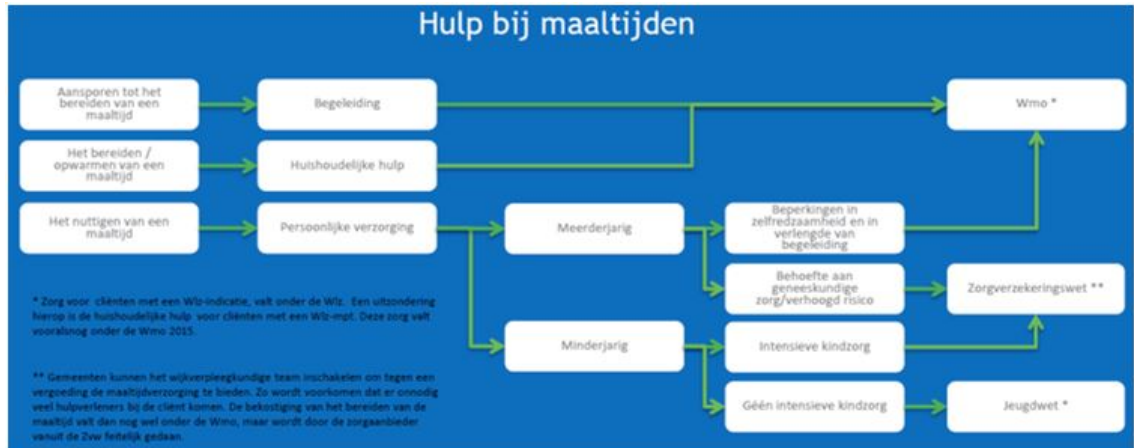 Hulp bij maaltijden
Aansporen tot het
bereiden van een
maaltijd
Begeleiding
Wmo *
Het bereiden /
opwarmen van een
maaltijd
Huishoudelijke hulp
Het nuttigen van een
maaltijd
Persoonlijke verzorging
Meerderjarig
Beperkingen in
zelfredzaamheid en in
verlengde van
begeleiding
Behoefte aan
geneeskundige
zorg/verhoogd risico
Zorgverzekeringswet **
Minderjarig
Intensieve kindzorg
Géén intensieve kindzorg
Jeugdwet *
* Zorg voor cliënten met een Wlz-indicatie, valt onder de Wlz. Een uitzondering
hierop is de huishoudelijke hulp voor cliënten met een Wlz-mpt. Deze zorg valt
vooralsnog onder de Wmo 2015.
** Gemeenten kunnen het wijkverpleegkundige team inschakelen om tegen een
vergoeding de maaltijdverzorging te bieden. Zo wordt voorkomen dat er onnodig
veel hulpverleners bij de cliënt komen. De bekostiging van het bereiden van de
maaltijd valt dan nog wel onder de Wmo, maar wordt door de zorgaanbieder
vanuit de Zvw feitelijk gedaan.